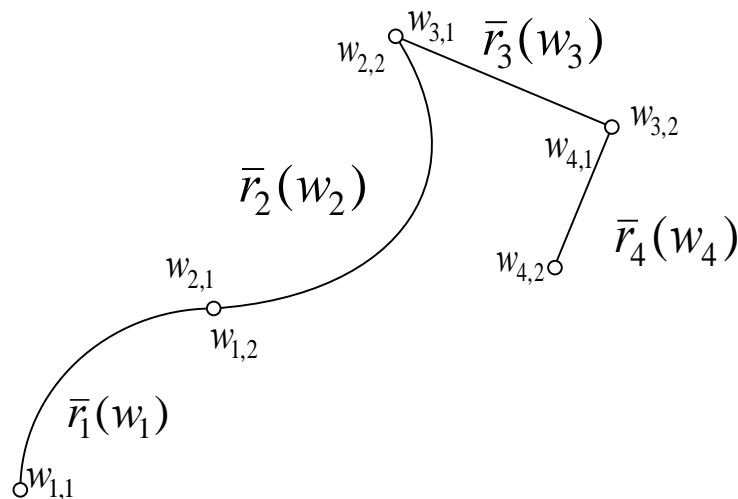 w₃,₁
r̄₃(w₃)
w₂,₂
w₃,₂
w₄,₁
r̄₂(w₂)
r̄₄(w₄)
w₄,₂
w₂,₁
w₁,₂
r̄₁(w₁)
w₁,₁